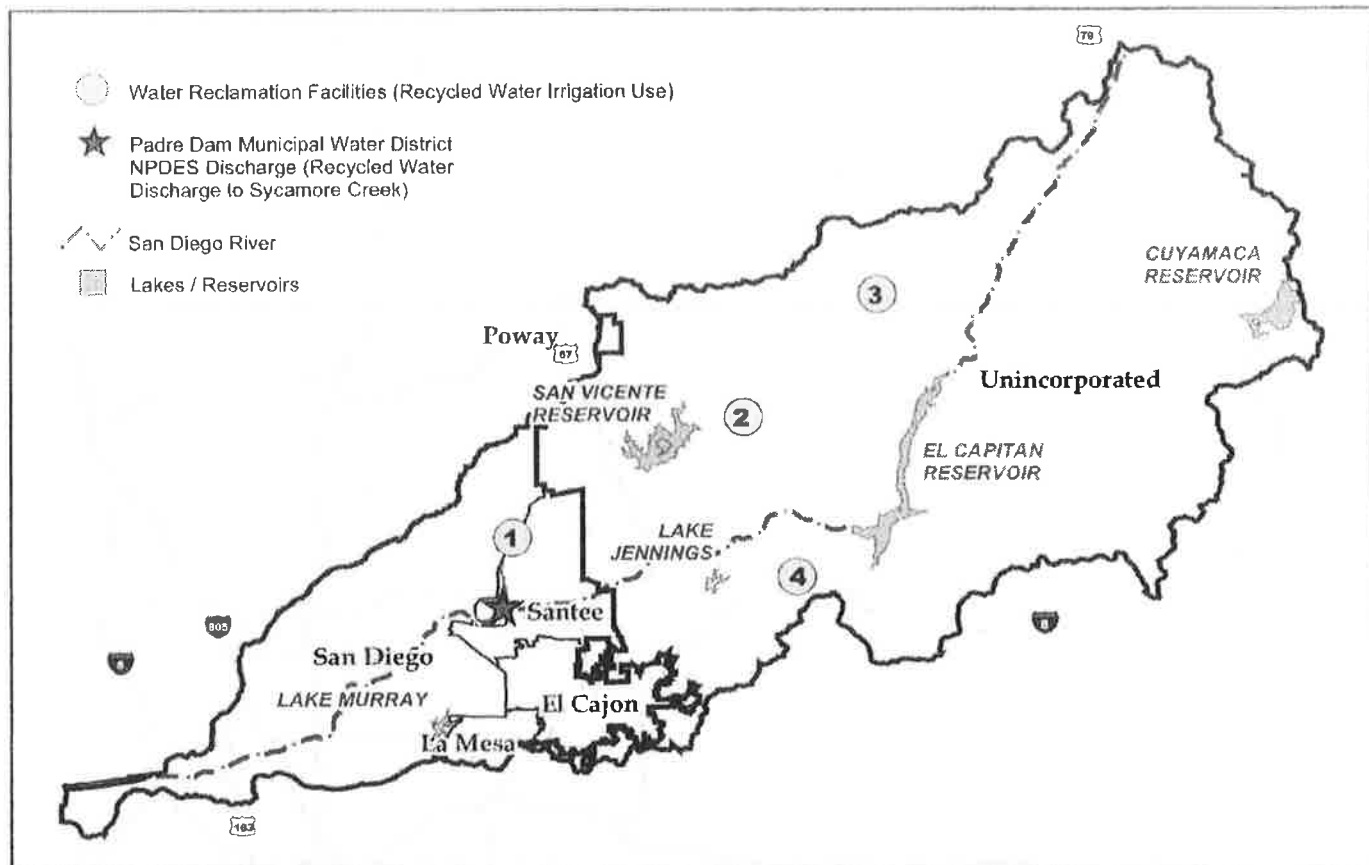 Water Reclamation Facilities (Recycled Water Irrigation Use)
Padre Dam Municipal Water District
NPDES Discharge (Recycled Water
Discharge to Sycamore Creek)
San Diego River
Lakes / Reservoirs
CUYAMACA
RESERVOIR
3
Poway
67
Unincorporated
SAN VICENTE
RESERVOIR
2
EL CAPITAN
RESERVOIR
1
LAKE
JENNINGS
4
Santee
805
8
San Diego
LAKE MURRAY
El Cajon
La Mesa
163